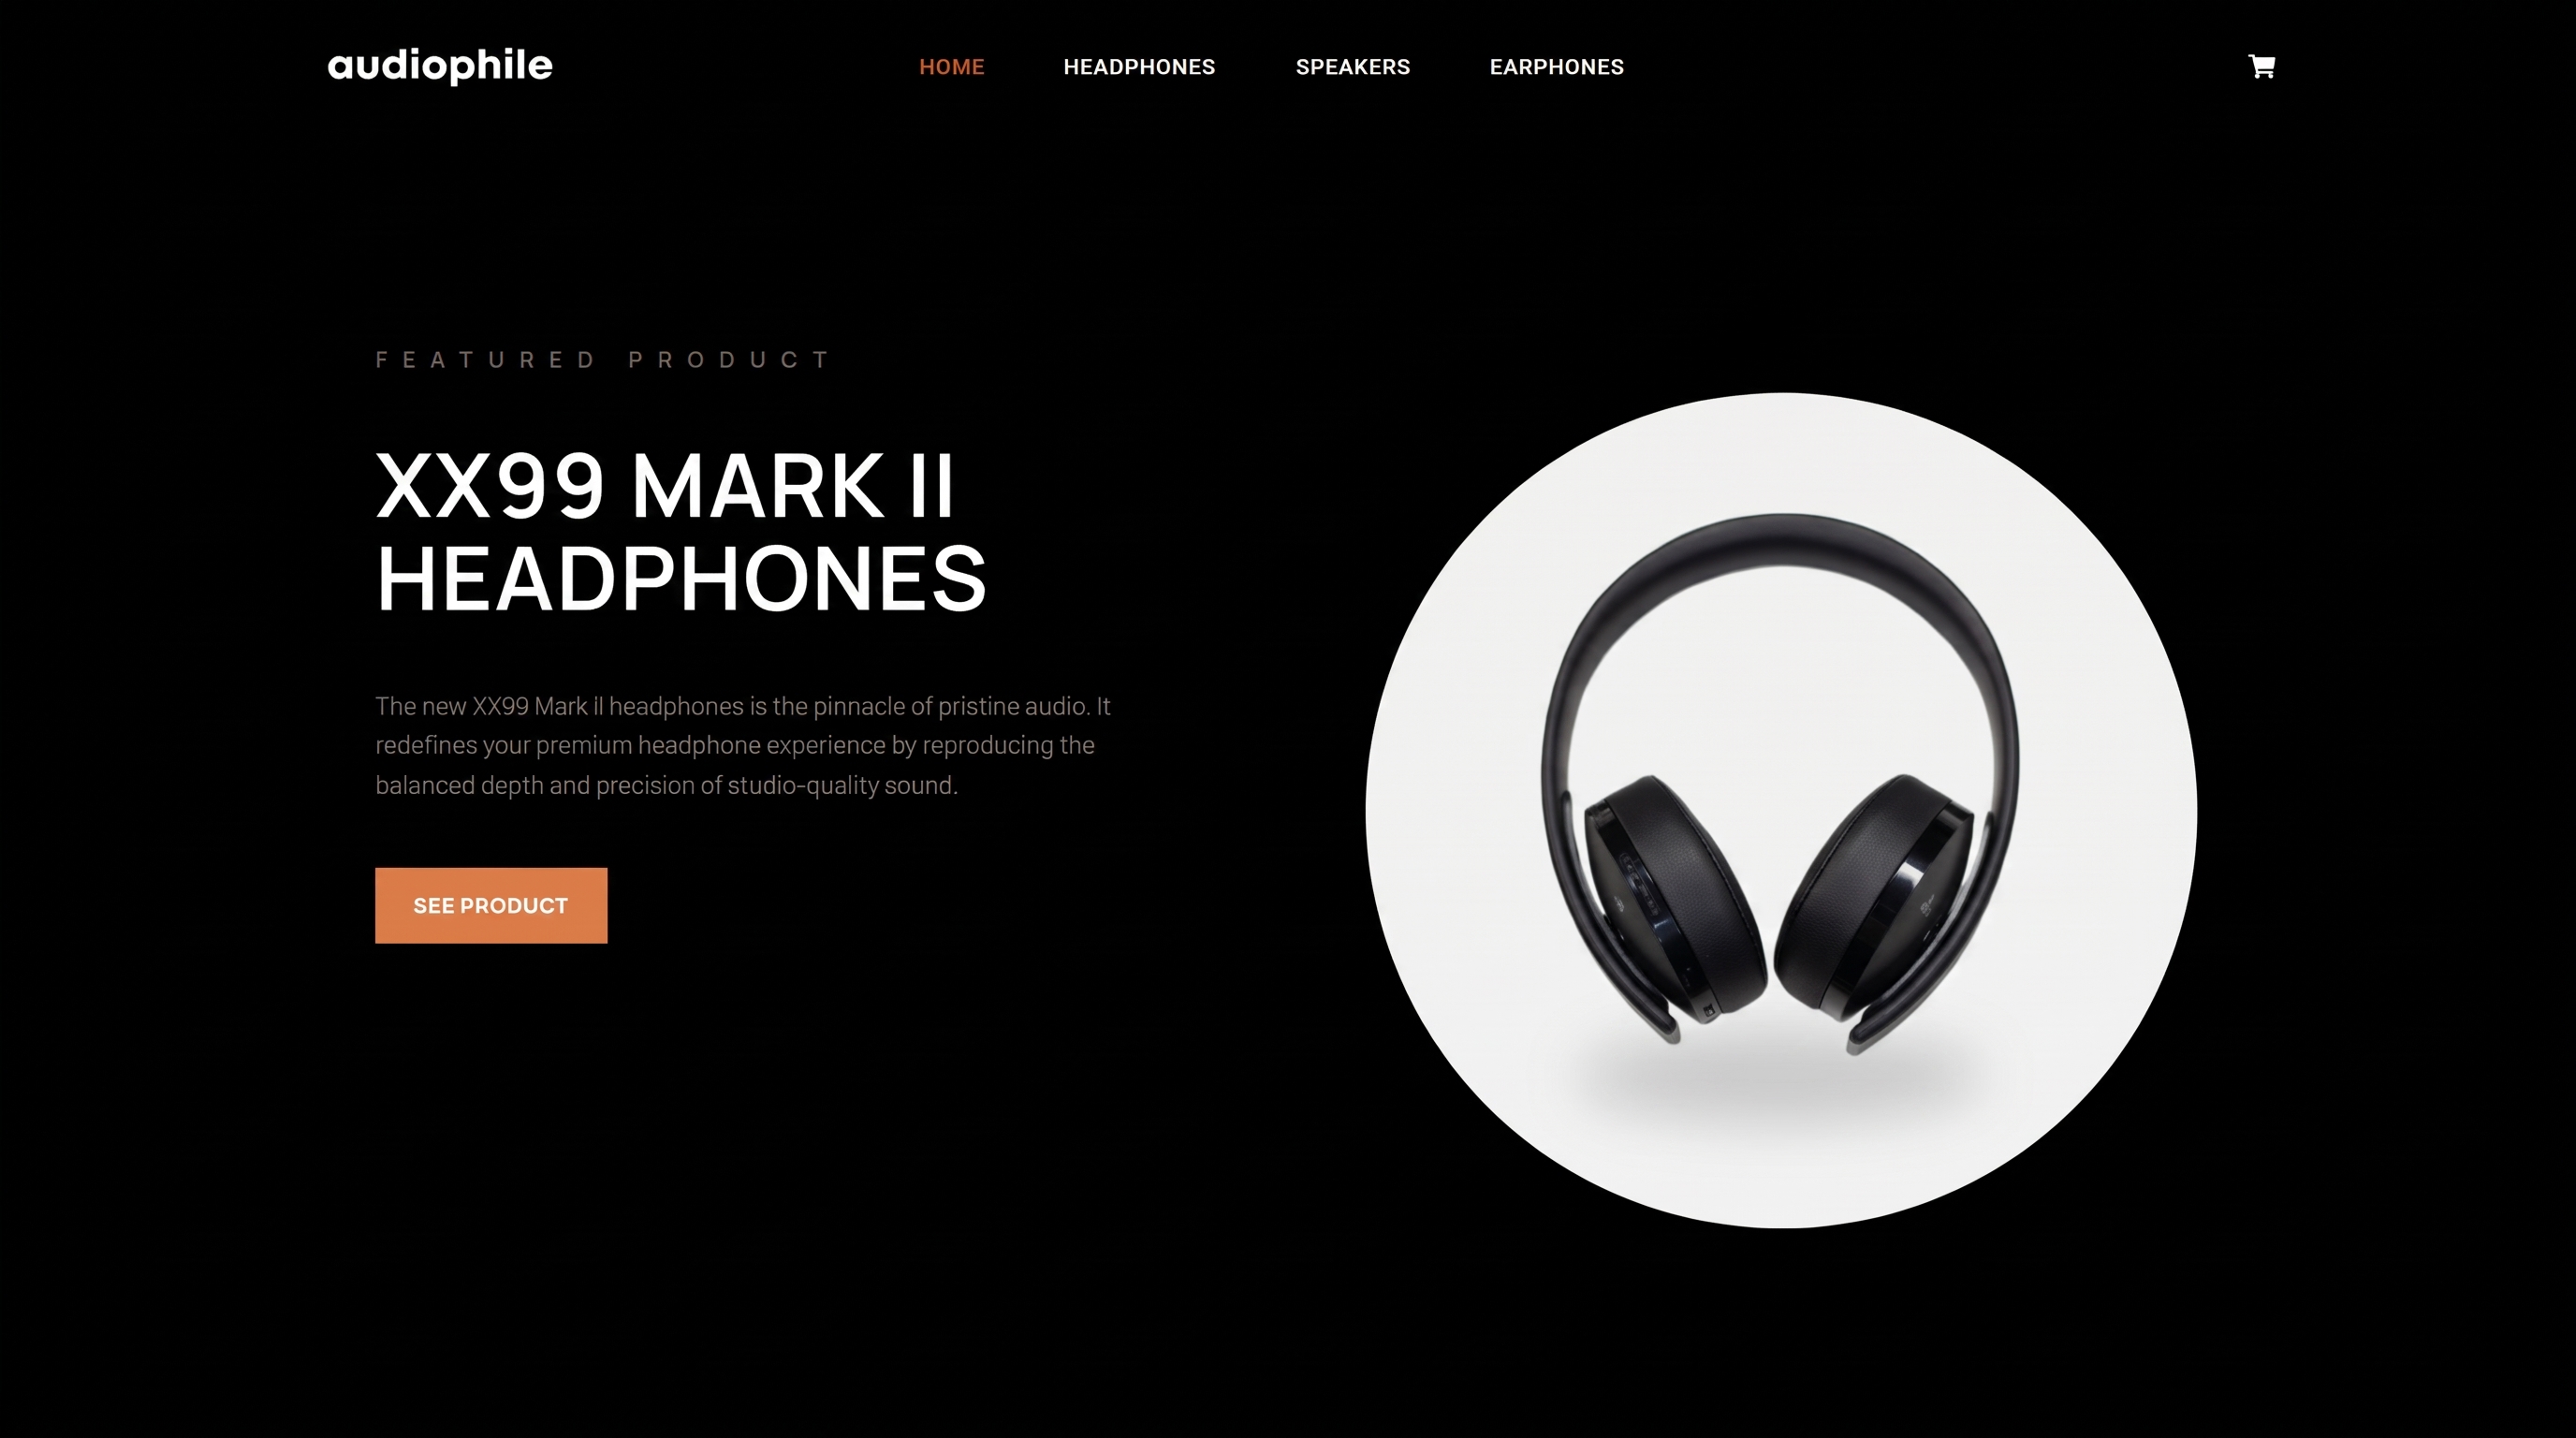 audiophile
HOME HEADPHONES SPEAKERS EARPHONES
FEATURED PRODUCT
XX99 MARK II
HEADPHONES
The new XX99 Mark II headphones is the pinnacle of pristine audio. It
redefines your premium headphone experience by reproducing the
balanced depth and precision of studio-quality sound.
SEE PRODUCT